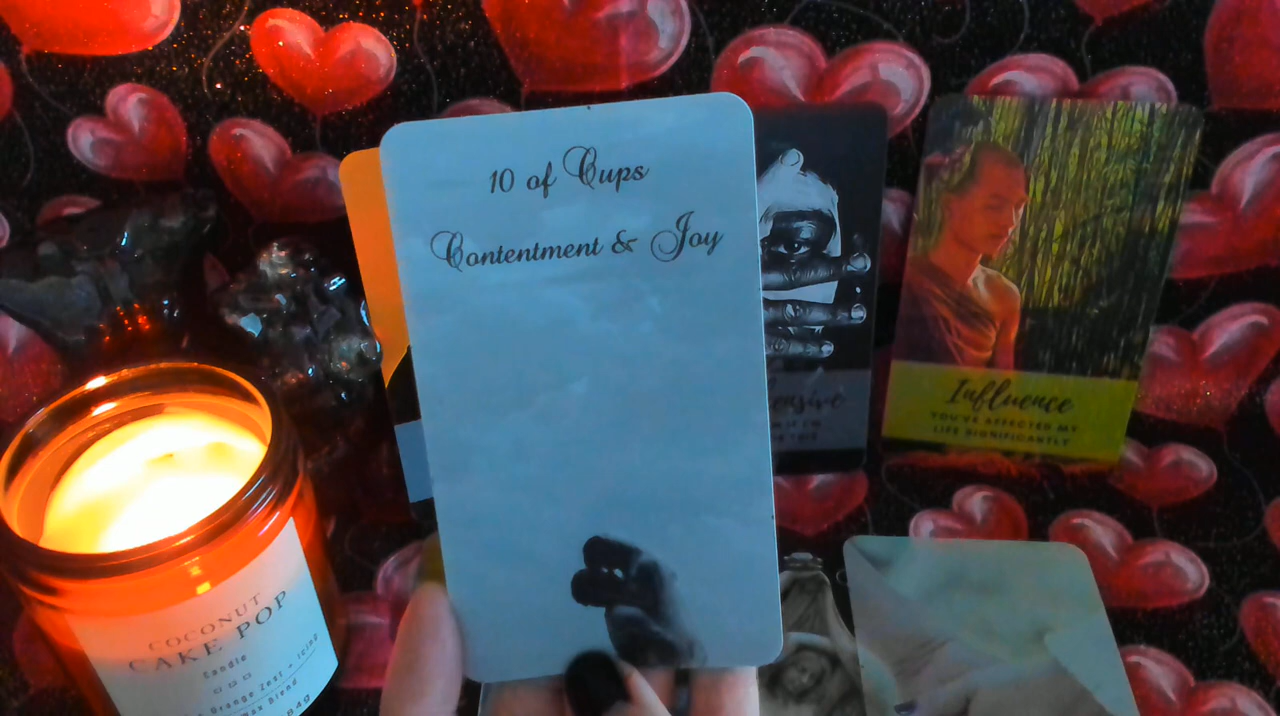 10 of Cups
Contentment & Joy
Influence
YOU'VE AFFECTED MY
LIFE SIGNIFICANTLY
COCONUT
CAKE POP
Candle
Orange Zest + Icing
wax blend